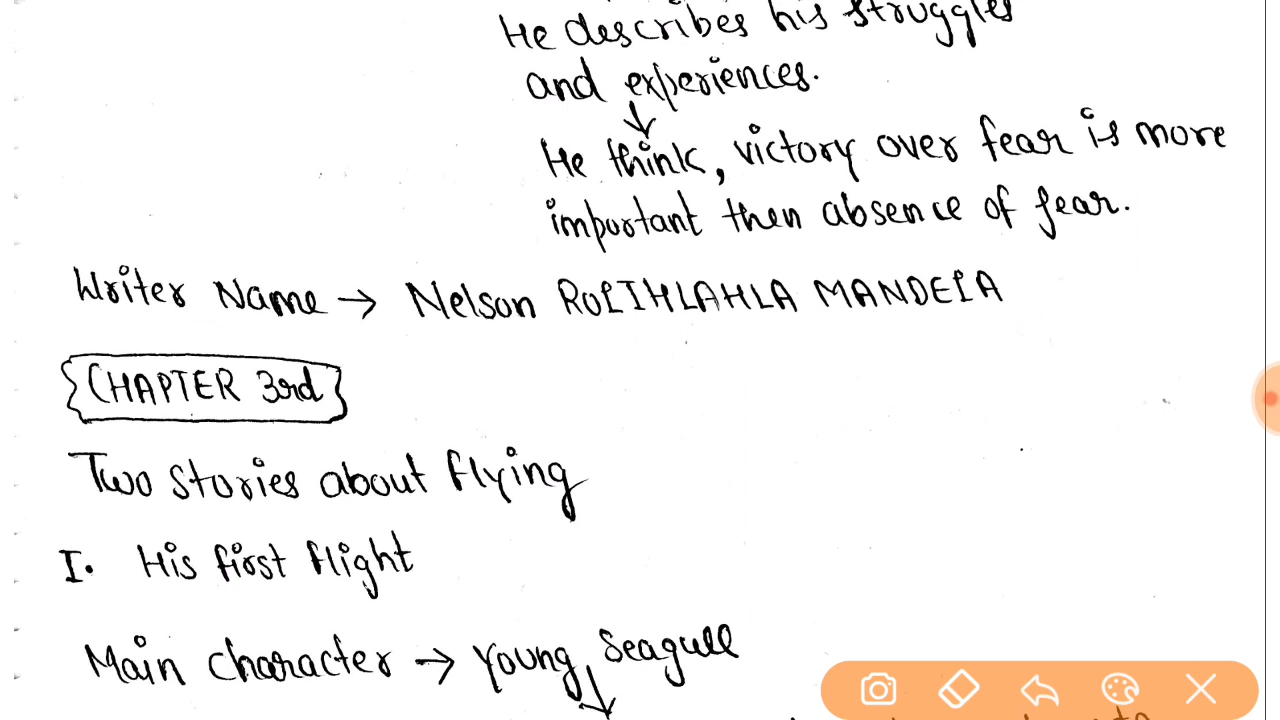 He describes his struggles
and experiences.
↓
He think, victory over fear is more
important then absence of fear.
Writer Name → Nelson ROLIHLAHLA MANDELA
CHAPTER 3rd
Two stories about flying
I. His first flight
Main character → Young Seagull
↓